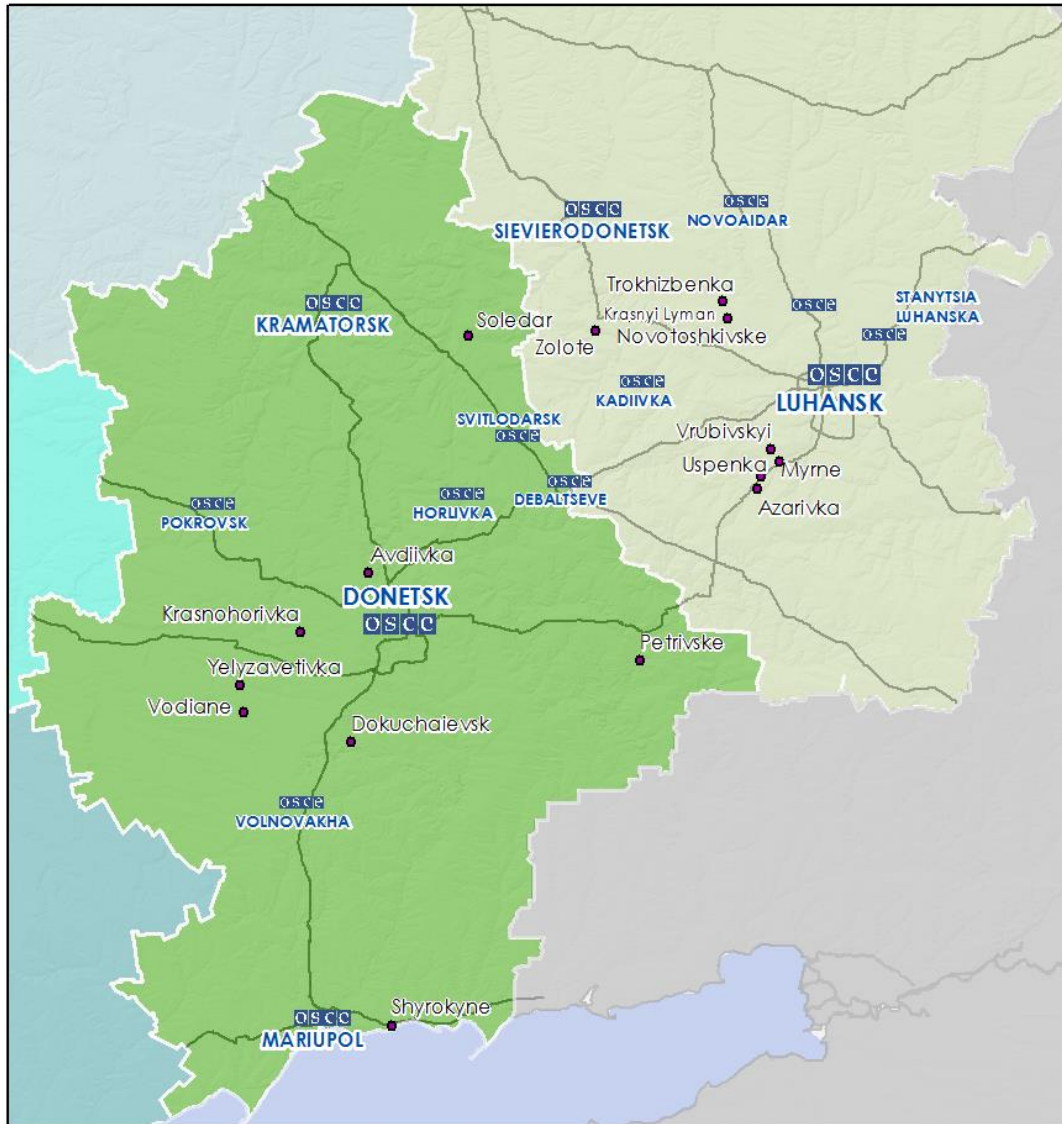 osce
SIEVIERODONETSK
osce
NOVOAIDAR
Trokhizbenka
Krasnyi Lyman
Novotoshkivske
Zolote
osce
STANYTSIA
LUHANSKA
osce
osce
KRAMATORSK
Soledar
osce
KADIIVKA
osce
LUHANSK
SVITLODARSK
osce
Vrubivskyi
Uspenka
Myrne
Azarivka
osce
DEBALTSEVE
osce
HORLIVKA
osce
POKROVSK
Avdiivka
DONETSK
osce
Krasnohorivka
Petrivske
Yelyzavetivka
Vodiane
Dokuchaievsk
osce
VOLNOVAKHA
Shyrokyne
osce
MARIUPOL